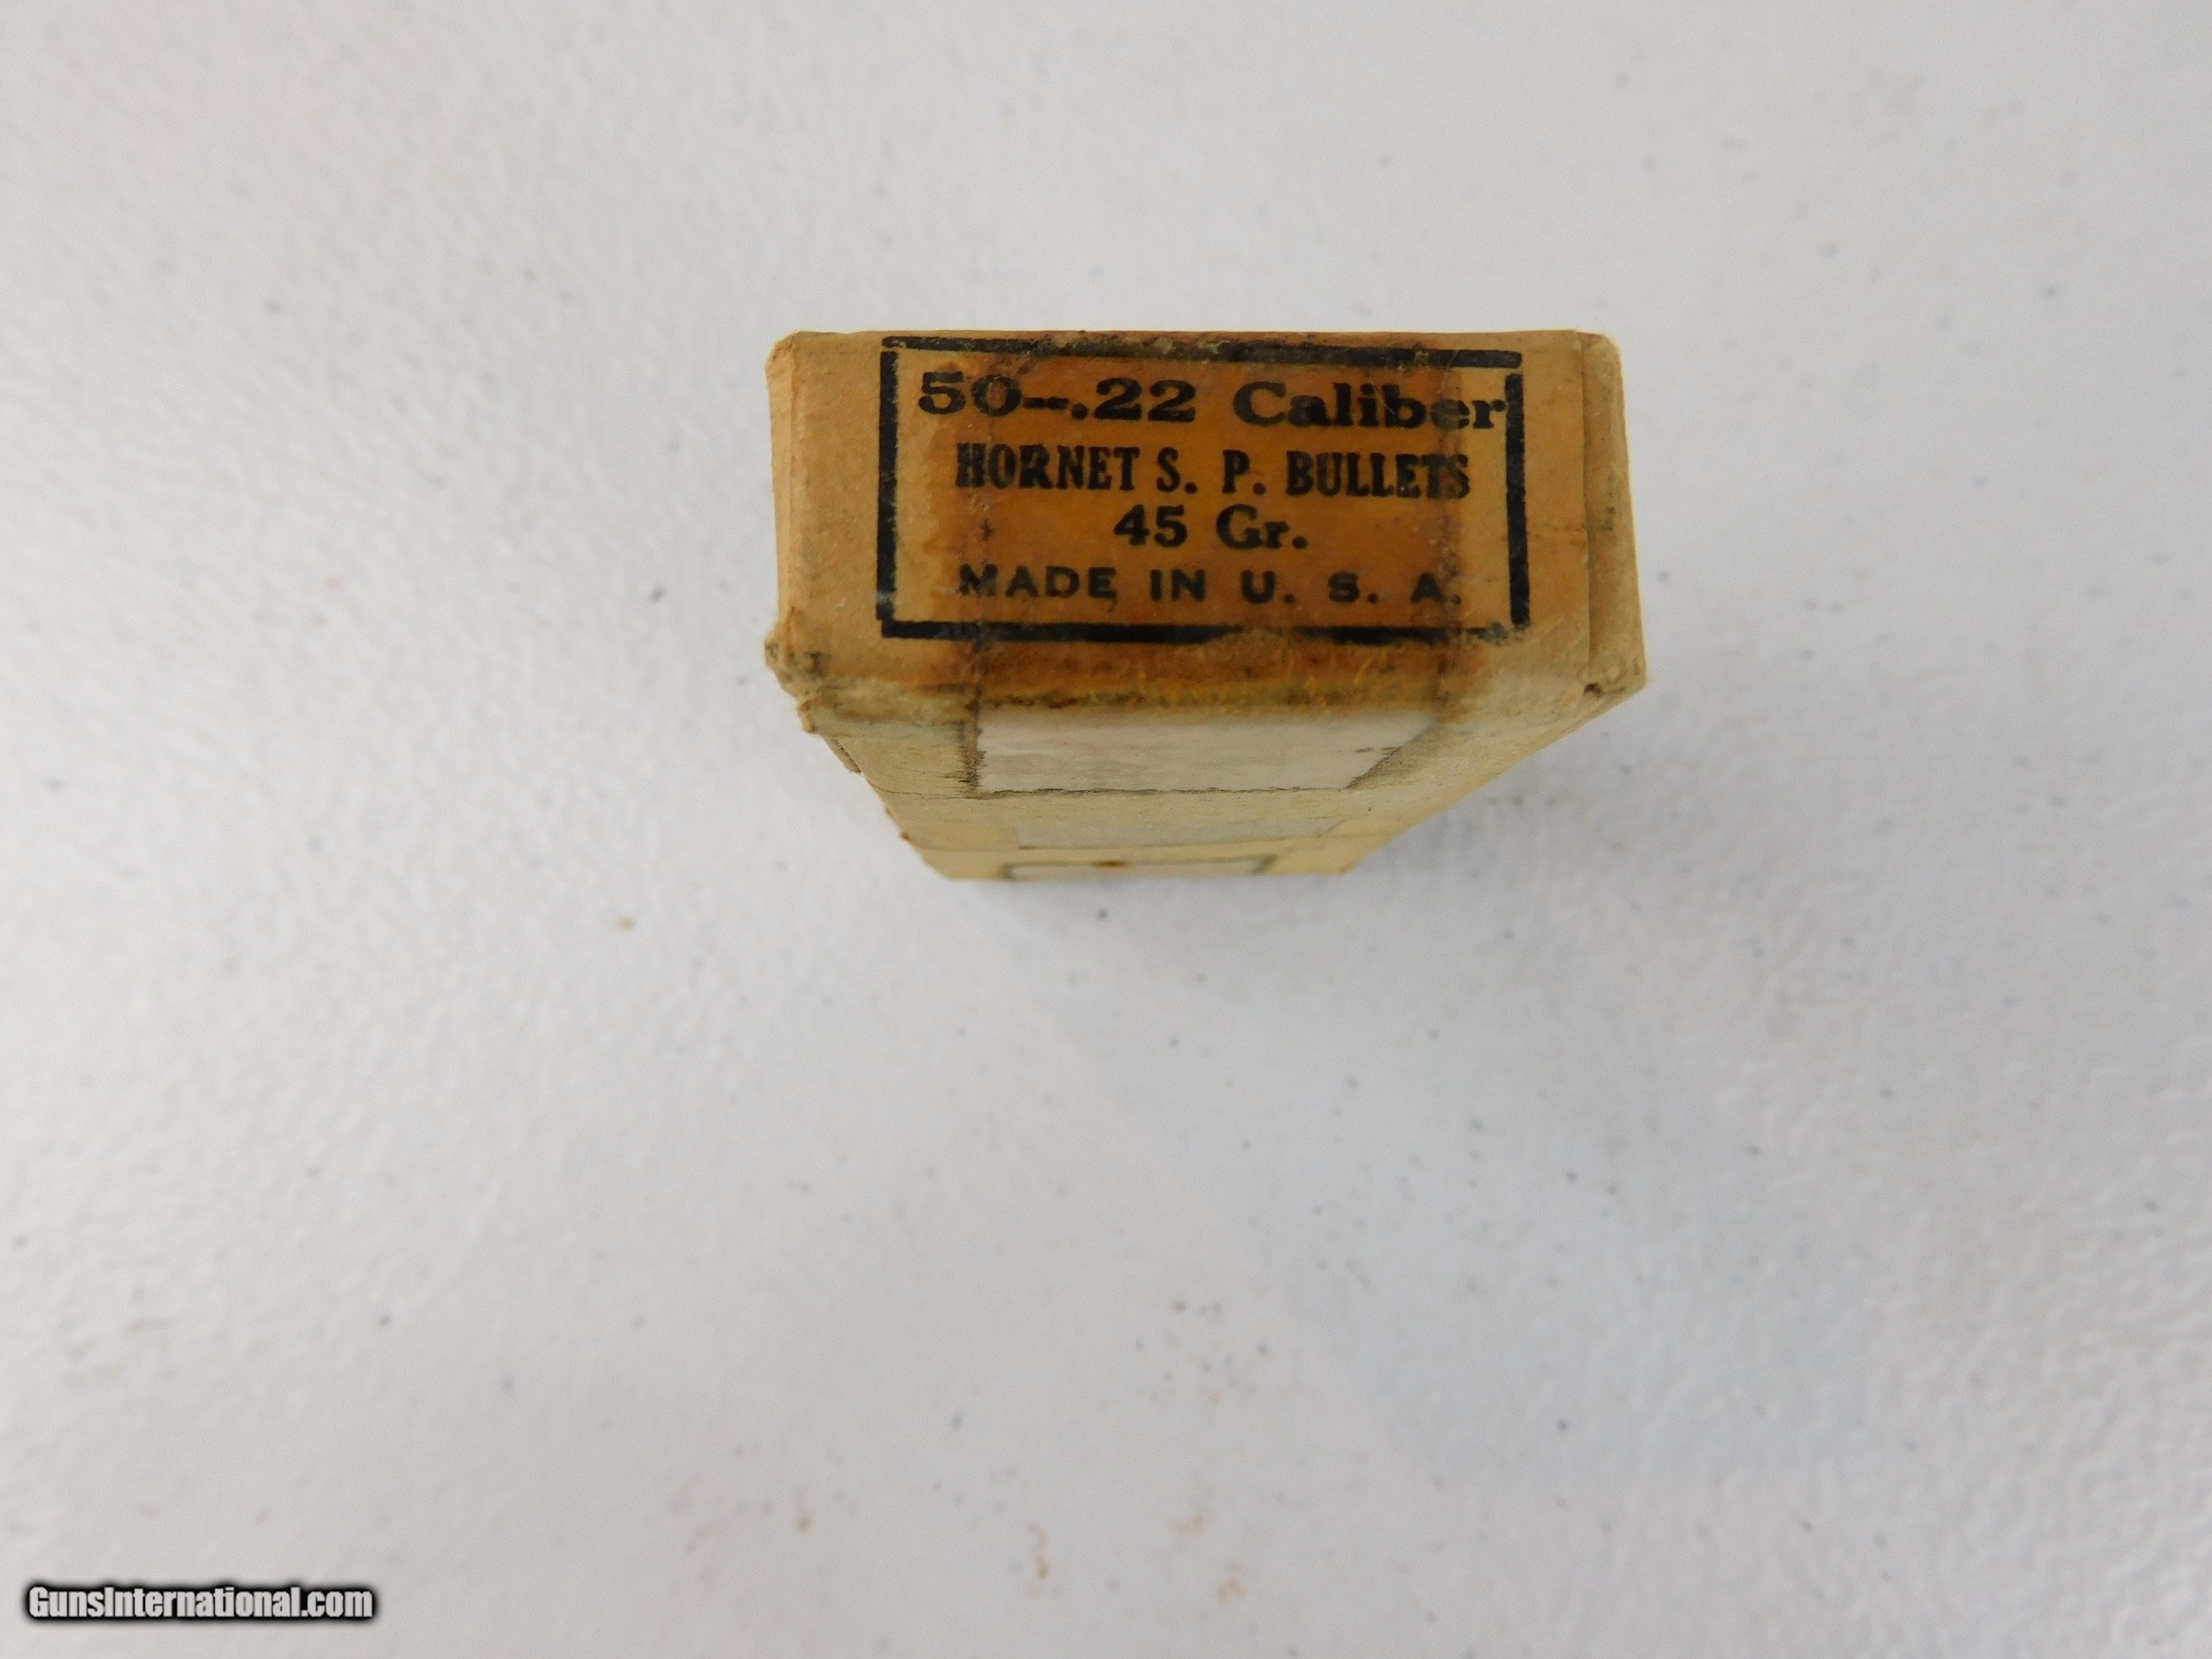 50--.22 Caliber
HORNET S. P. BULLETS
45 Gr.
MADE IN U. S. A.
GunsInternational.com